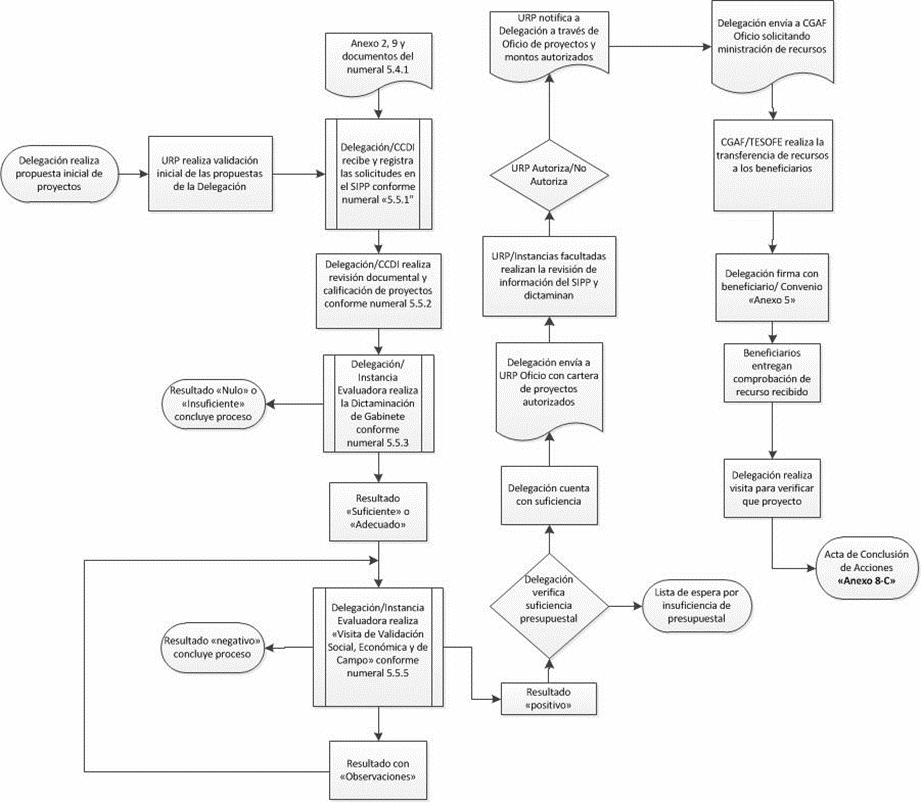 Delegación realiza
propuesta inicial de
proyectos
URP realiza validación
inicial de las propuestas
de la Delegación
Anexo 2, 9 y
documentos del
numeral 5.4.1
Delegación/CCDI
recibe y registra
las solicitudes en
el SIPP conforme
numeral «5.5.1"
Delegación/CCDI realiza
revisión documental y
calificación de proyectos
conforme numeral 5.5.2
Delegación/
Instancia
Evaluadora realiza
la Dictaminación de
Gabinete
conforme
numeral 5.5.3
Resultado «Nulo» o
«Insuficiente»
concluye proceso
Resultado
«Suficiente» o
«Adecuado»
Delegación/Instancia
Evaluadora realiza
«Visita de Validación
Social, Económica y de
Campo» conforme
numeral 5.5.5
Resultado «negativo»
concluye proceso
Resultado con
«Observaciones»
Resultado
«positivo»
Delegación
verifica
suficiencia
presupuestal
Lista de espera por
insuficiencia de
presupuestal
Delegación cuenta
con suficiencia
Delegación envía a
URP Oficio con cartera
de proyectos
autorizados
URP/Instancias facultadas
realizan la revisión de
información del SIPP y
dictaminan
URP Autoriza/No
Autoriza
URP notifica a
Delegación a través de
Oficio de proyectos y
montos autorizados
Delegación envía a CGAF
Oficio solicitando
ministración de recursos
CGAF/TESOFE realiza la
transferencia de recursos
a los beneficiarios
Delegación firma con
beneficiario/ Convenio
«Anexo 5»
Beneficiarios
entregan
comprobación de
recurso recibido
Delegación realiza
visita para verificar
que proyecto
Acta de Conclusión
de Acciones
«Anexo 8-C»